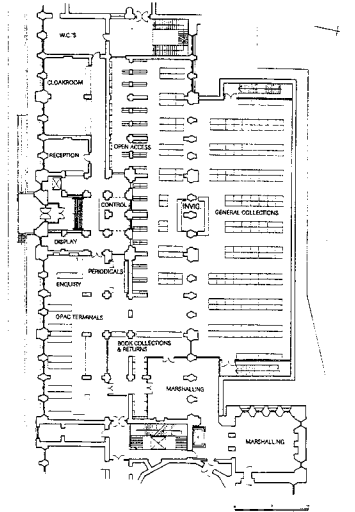 W.C.'S
CLOAKROOM
OPEN ACCESS
RECEPTION
CONTROL
INVIG
GENERAL COLLECTIONS
DISPLAY
PERIODICALS
ENQUIRY
OPAC TERMINALS
BOOK COLLECTIONS
& RETURNS
MARSHALLING
MARSHALLING